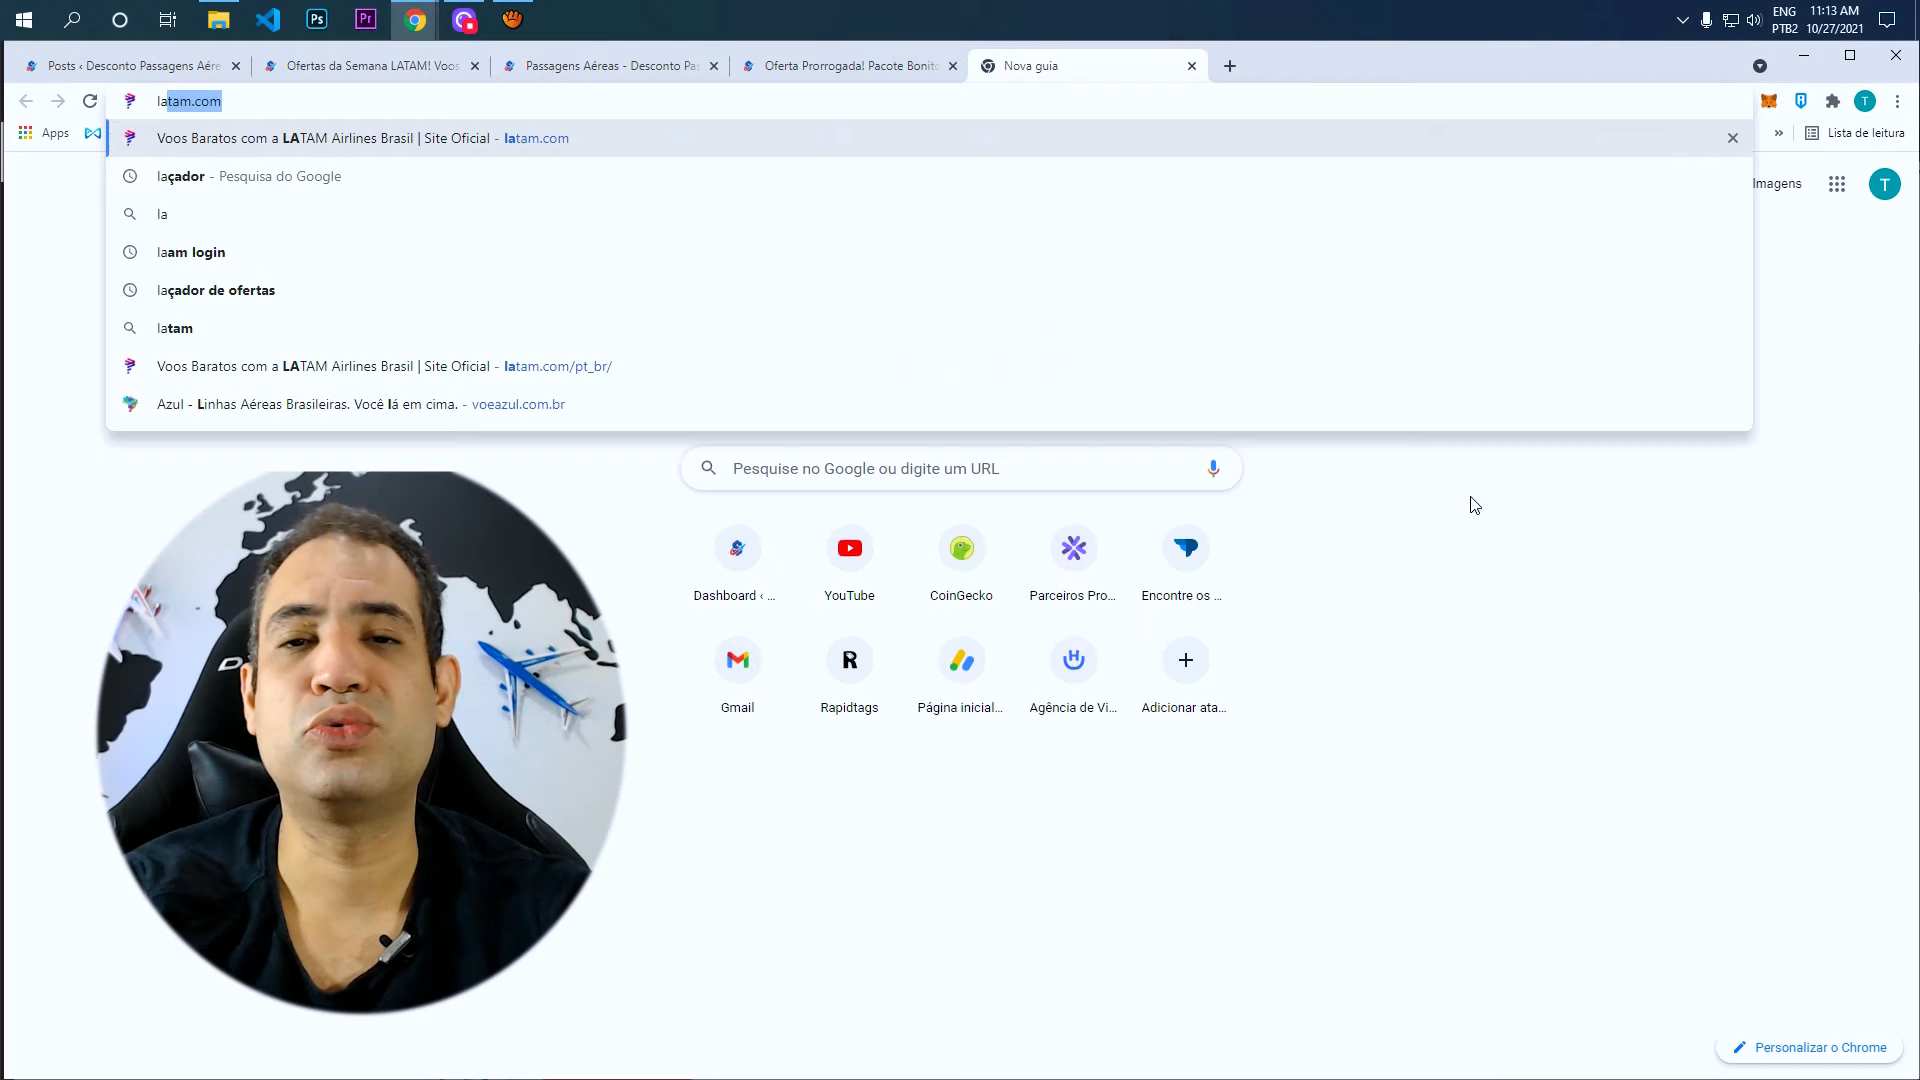 ENG
11:13 AM
PTB2
10/27/2021
Ps
Pr
Posts ‹ Desconto Passagens Aére
Ofertas da Semana LATAM! Voos
Passagens Aéreas - Desconto Pa
Oferta Prorrogada! Pacote Bonito
Nova guia
latam.com
T
Apps
»
Lista de leitura
Voos Baratos com a LATAM Airlines Brasil | Site Oficial - latam.com
laçador - Pesquisa do Google
Imagens
T
la
laam login
laçador de ofertas
latam
Voos Baratos com a LATAM Airlines Brasil | Site Oficial - latam.com/pt_br/
Azul - Linhas Aéreas Brasileiras. Você lá em cima. - voeazul.com.br
Pesquise no Google ou digite um URL
Dashboard ‹ ...
YouTube
CoinGecko
Parceiros Pro...
Encontre os ...
R
H
Gmail
Rapidtags
Página inicial...
Agência de Vi...
Adicionar ata...
Personalizar o Chrome